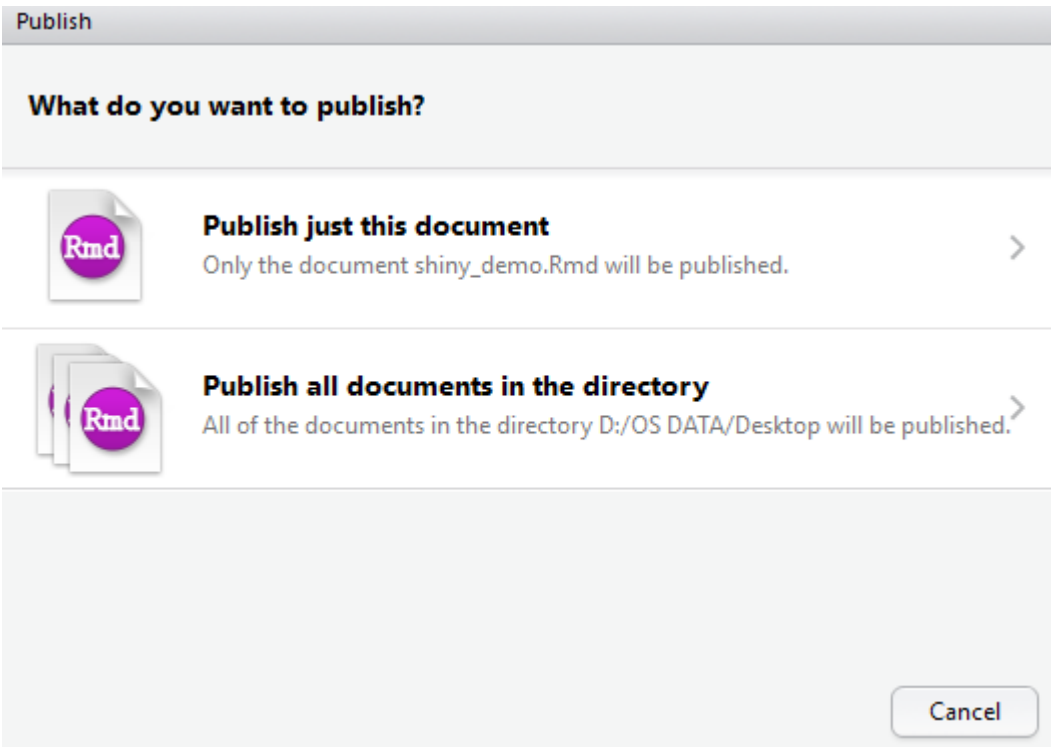 Publish
What do you want to publish?
Rmd
Publish just this document
Only the document shiny_demo.Rmd will be published.
Rmd
Publish all documents in the directory
All of the documents in the directory D:/OS DATA/Desktop will be published.
Cancel